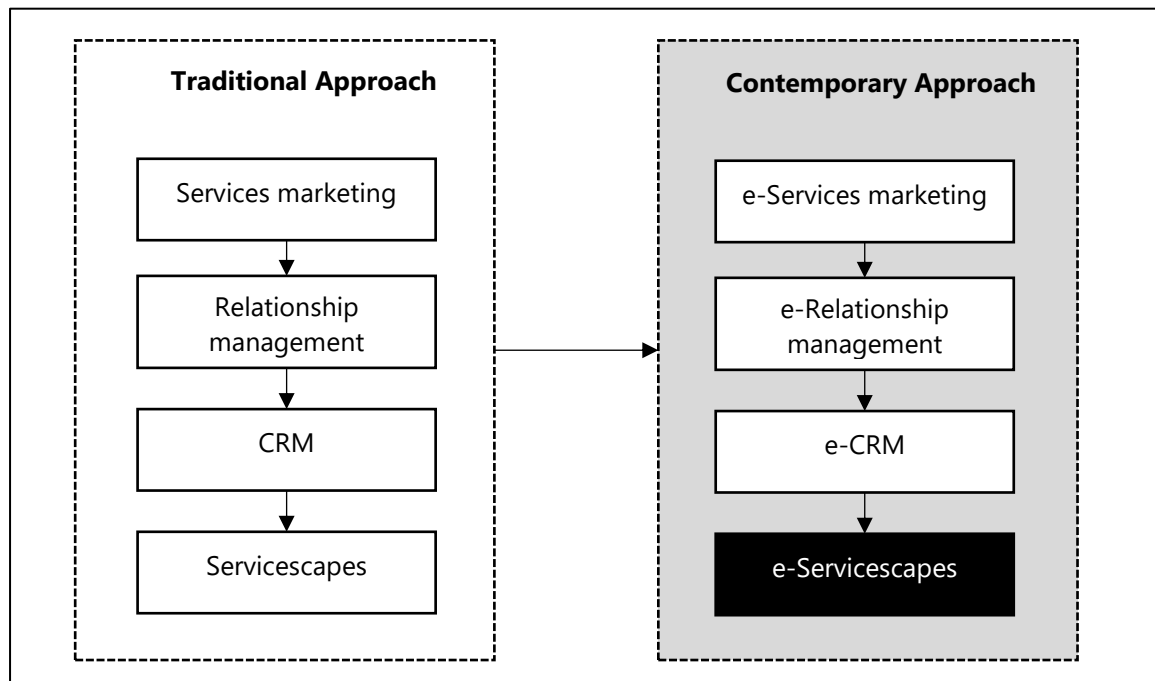 Traditional Approach
Services marketing
Relationship
management
CRM
Servicescapes
Contemporary Approach
e-Services marketing
e-Relationship
management
e-CRM
e-Servicescapes